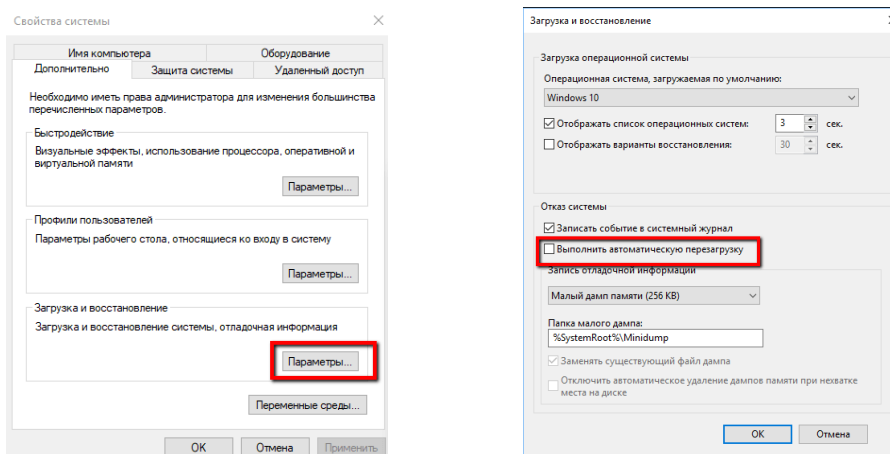 Свойства системы
Имя компьютера
Оборудование
Дополнительно
Защита системы
Удаленный доступ
Необходимо иметь права администратора для изменения большинства
перечисленных параметров.
Быстродействие
Визуальные эффекты, использование процессора, оперативной и
виртуальной памяти
Параметры...
Профили пользователей
Параметры рабочего стола, относящиеся ко входу в систему
Параметры...
Загрузка и восстановление
Загрузка и восстановление системы, отладочная информация
Параметры...
Переменные среды...
ОК
Отмена
Применить
Загрузка и восстановление
Загрузка операционной системы
Операционная система, загружаемая по умолчанию:
Windows 10
Отображать список операционных систем:
3
сек.
Отображать варианты восстановления:
30
сек.
Отказ системы
Записать событие в системный журнал
Выполнить автоматическую перезагрузку
Запись отладочной информации
Малый дамп памяти (256 KB)
Папка малого дампа:
%SystemRoot%\Minidump
Заменять существующий файл дампа
Отключить автоматическое удаление дампов памяти при нехватке
места на диске
ОК
Отмена